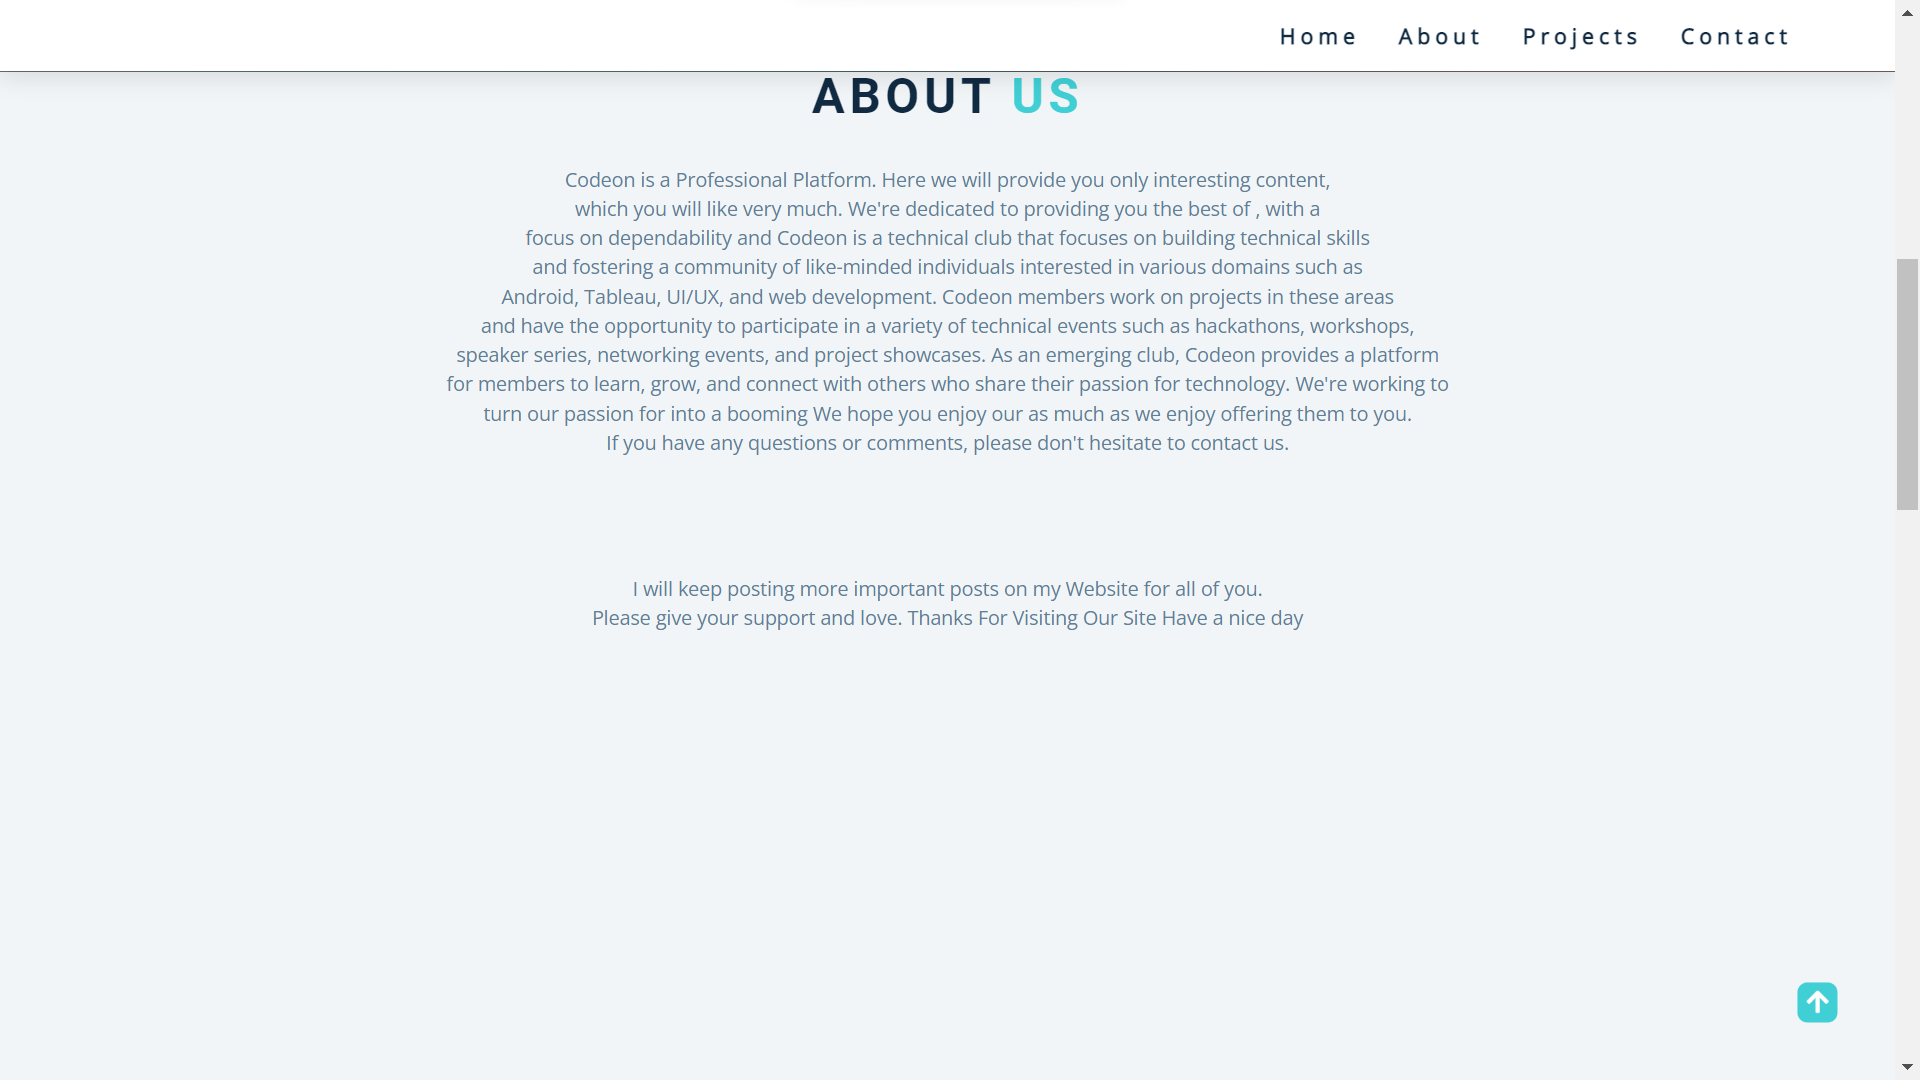 Home About Projects Contact
ABOUT US
Codeon is a Professional Platform. Here we will provide you only interesting content,
which you will like very much. We're dedicated to providing you the best of , with a
focus on dependability and Codeon is a technical club that focuses on building technical skills
and fostering a community of like-minded individuals interested in various domains such as
Android, Tableau, UI/UX, and web development. Codeon members work on projects in these areas
and have the opportunity to participate in a variety of technical events such as hackathons, workshops,
speaker series, networking events, and project showcases. As an emerging club, Codeon provides a platform
for members to learn, grow, and connect with others who share their passion for technology. We're working to
turn our passion for into a booming We hope you enjoy our as much as we enjoy offering them to you.
If you have any questions or comments, please don't hesitate to contact us.
I will keep posting more important posts on my Website for all of you.
Please give your support and love. Thanks For Visiting Our Site Have a nice day